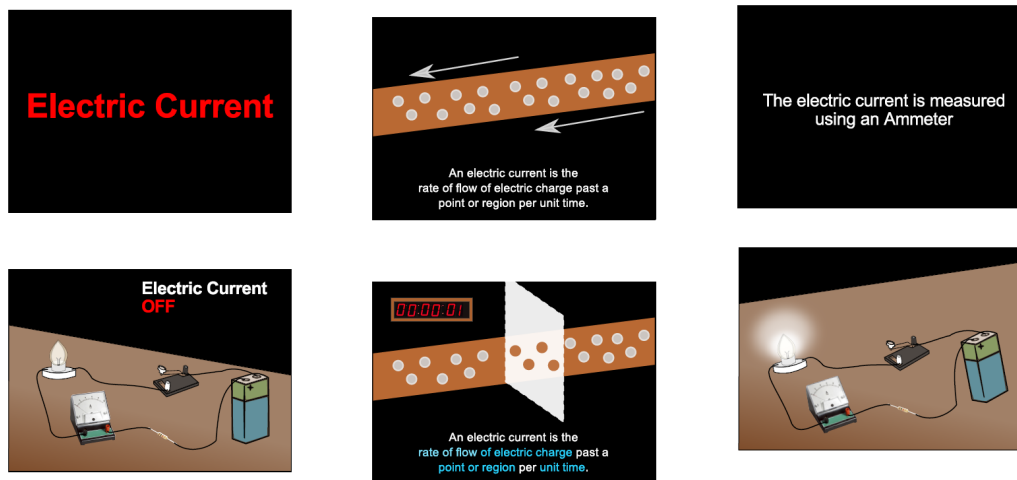 Electric Current
An electric current is the
rate of flow of electric charge past a
point or region per unit time.
The electric current is measured
using an Ammeter
Electric Current
OFF
+
00:00:01
An electric current is the
rate of flow of electric charge past a
point or region per unit time.
+